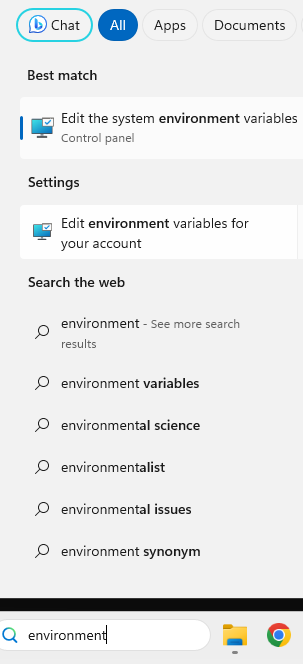 Chat
All
Apps
Documents
Best match
Edit the system environment variables
Control panel
Settings
Edit environment variables for
your account
Search the web
environment - See more search
results
environment variables
environmental science
environmentalist
environmental issues
environment synonym
environment